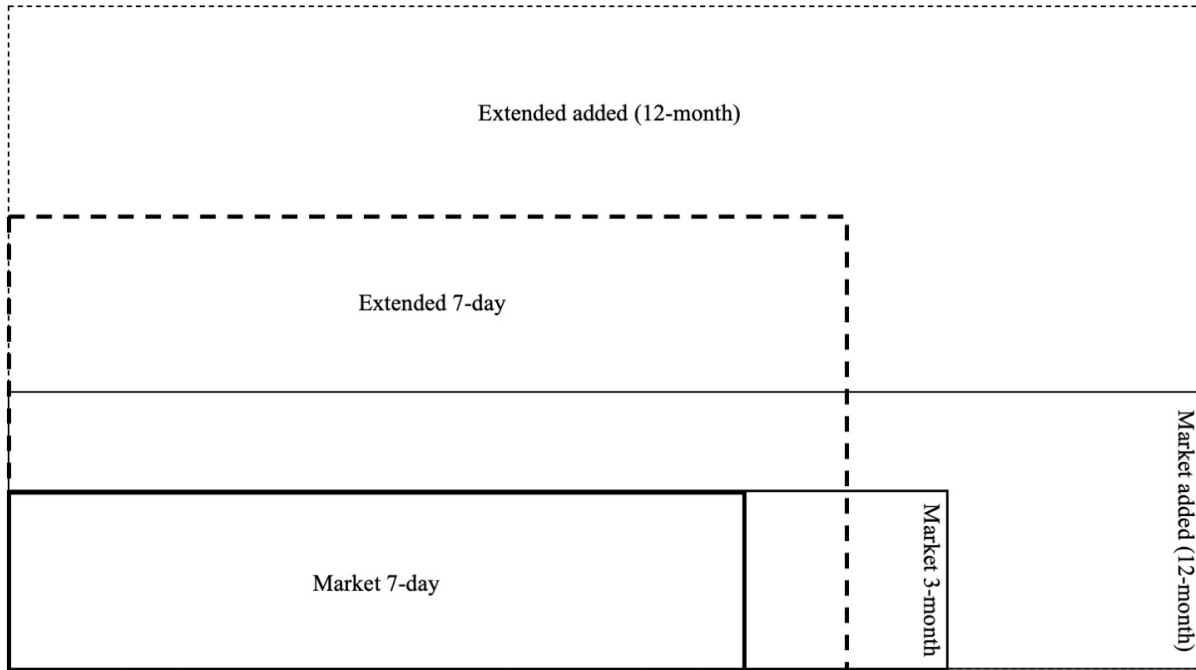 Extended added (12-month)
Extended 7-day
Market added (12-month)
Market 3-month
Market 7-day